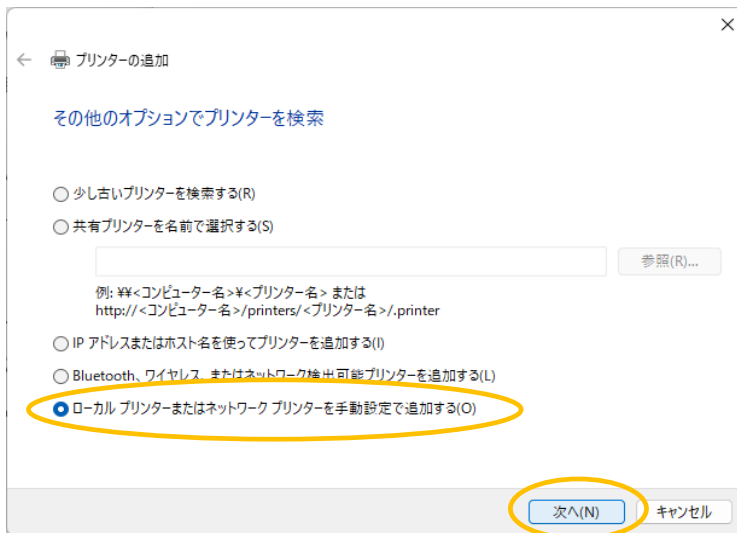 プリンターの追加
その他のオプションでプリンターを検索
少し古いプリンターを検索する(R)
共有プリンターを名前で選択する(S)
参照(R)...
例: ¥¥<コンピューター名>¥<プリンター名> または
http://<コンピューター名>/printers/<プリンター名>/.printer
IP アドレスまたはホスト名を使ってプリンターを追加する(I)
Bluetooth、ワイヤレス、またはネットワーク検出可能プリンターを追加する(L)
ローカル プリンターまたはネットワーク プリンターを手動設定で追加する(O)
次へ(N)
キャンセル